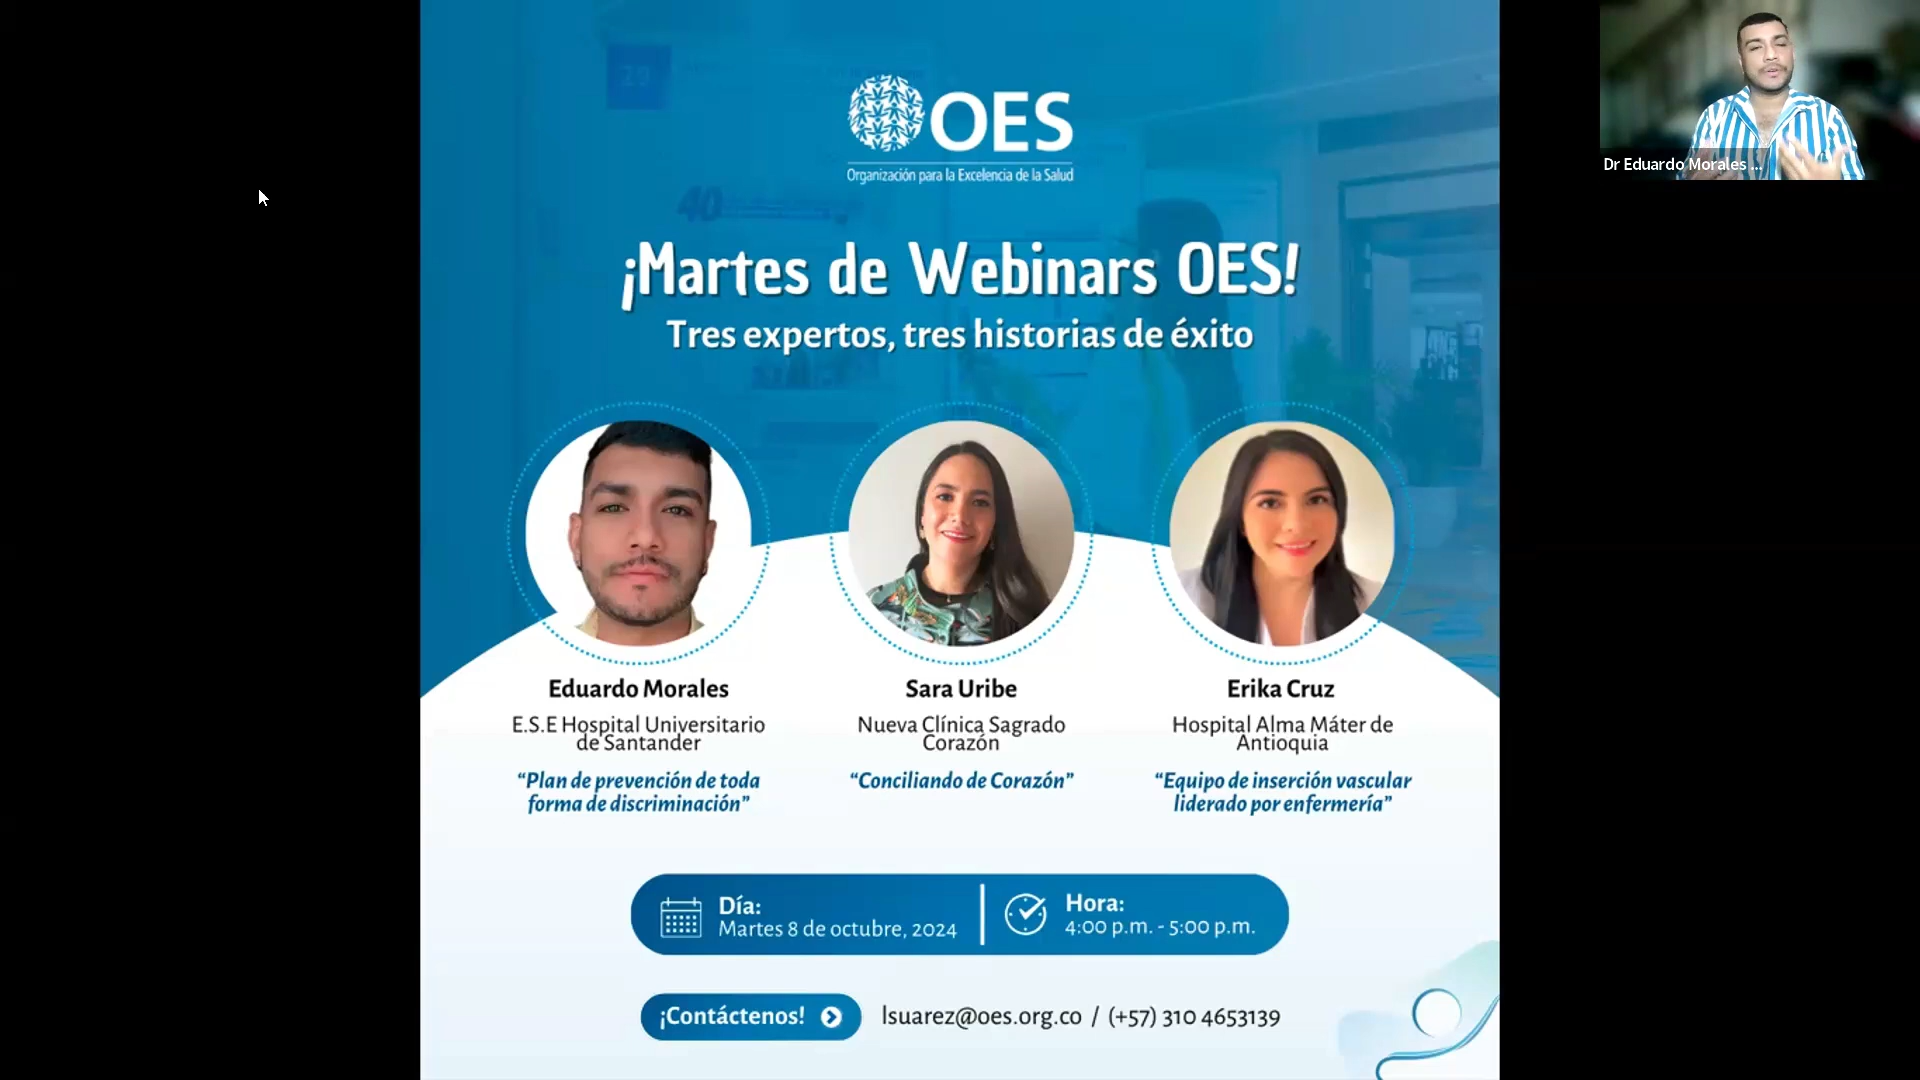 OES
Organización para la Excelencia de la Salud
¡Martes de Webinars OES!
Tres expertos, tres historias de éxito
Eduardo Morales
E.S.E Hospital Universitario
de Santander
“Plan de prevención de toda
forma de discriminación”
Sara Uribe
Nueva Clínica Sagrado
Corazón
“Conciliando de Corazón”
Erika Cruz
Hospital Alma Máter de
Antioquia
“Equipo de inserción vascular
liderado por enfermería”
Día:
Martes 8 de octubre, 2024
Hora:
4:00 p.m. - 5:00 p.m.
¡Contáctenos!
lsuarez@oes.org.co / (+57) 310 4653139
Dr Eduardo Morales ...
29
40